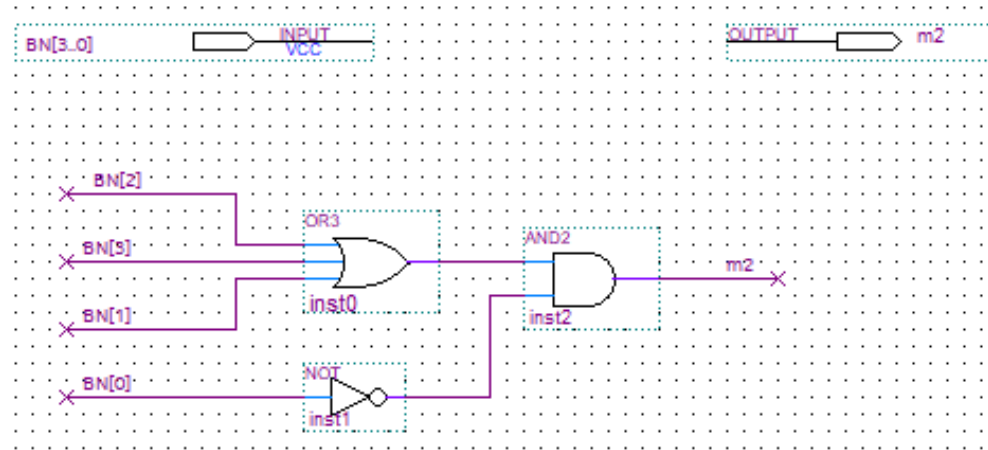 BN[3..0]
INPUT
VCC
OUTPUT
m2
BN[2]
OR3
BN[3]
AND2
m2
inst0
BN[1]
inst2
NOT
BN[0]
inst1